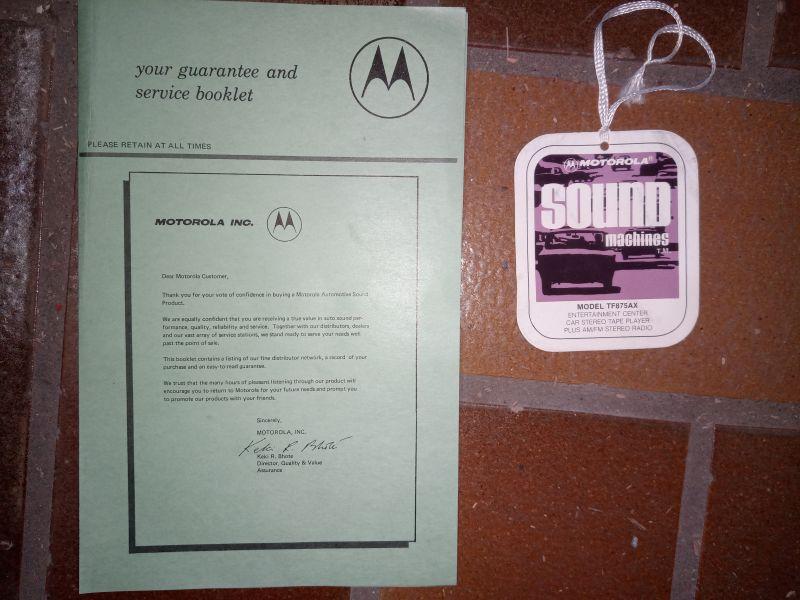 your guarantee and
service booklet
PLEASE RETAIN AT ALL TIMES
MOTOROLA INC.
Dear Motorola Customer,
Thank you for your vote of confidence in buying a Motorola Automotive Sound
Product.
We are equally confident that you are receiving a true value in auto sound per-
formance, quality, reliability and service. Together with our distributors, dealers
and our vast array of service stations, we stand ready to serve your needs well
past the point of sale.
This booklet contains a listing of our fine distributor network, a record of your
purchase and an easy-to-read guarantee.
We trust that the many hours of pleasant listening through our product will
encourage you to return to Motorola for your future needs and prompt you
to promote our products with your friends.
Sincerely,
MOTOROLA, INC.
Keki R. Bhote
Keki R. Bhote
Director, Quality & Value
Assurance
MOTOROLA®
SOUND
machines
T.M.
MODEL TF875AX
ENTERTAINMENT CENTER
CAR STEREO TAPE PLAYER
PLUS AM/FM STEREO RADIO